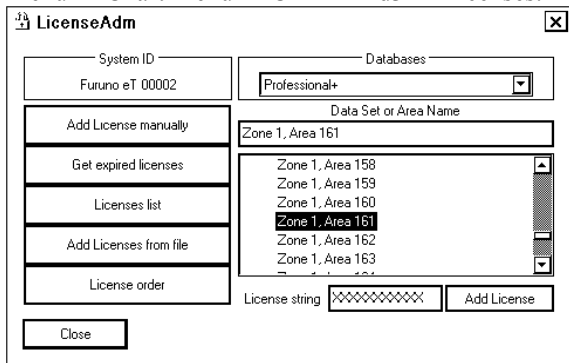 LicenseAdm
System ID
Furuno eT 00002
Databases
Professional+
Add License manually
Get expired licenses
Licenses list
Add Licenses from file
License order
Data Set or Area Name
Zone 1, Area 161
Zone 1, Area 158
Zone 1, Area 159
Zone 1, Area 160
Zone 1, Area 161
Zone 1, Area 162
Zone 1, Area 163
License string XXXXXXXXXXX Add License
Close